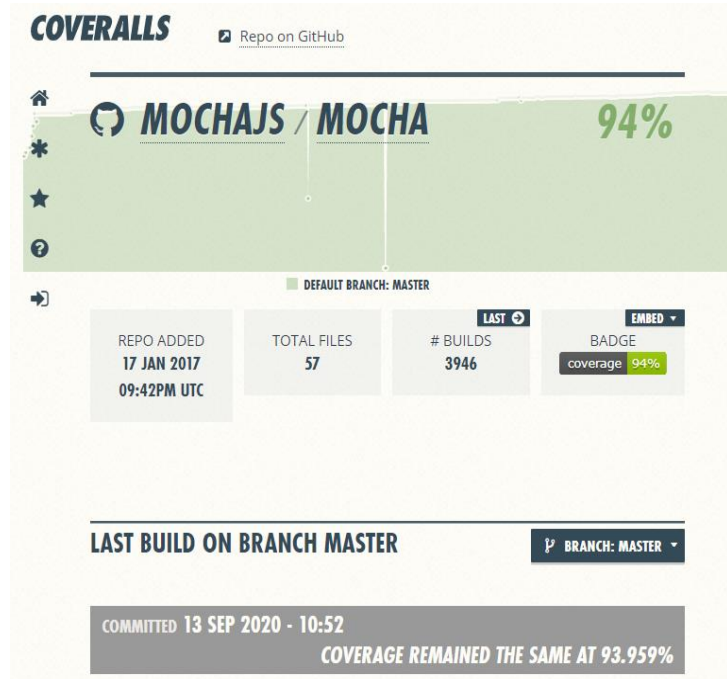 COVERALLS
Repo on GitHub
MOCHAJS / MOCHA
94%
DEFAULT BRANCH: MASTER
REPO ADDED
17 JAN 2017
09:42PM UTC
TOTAL FILES
57
LAST
# BUILDS
3946
EMBED
BADGE
coverage 94%
LAST BUILD ON BRANCH MASTER
BRANCH: MASTER
COMMITTED 13 SEP 2020 - 10:52
COVERAGE REMAINED THE SAME AT 93.959%